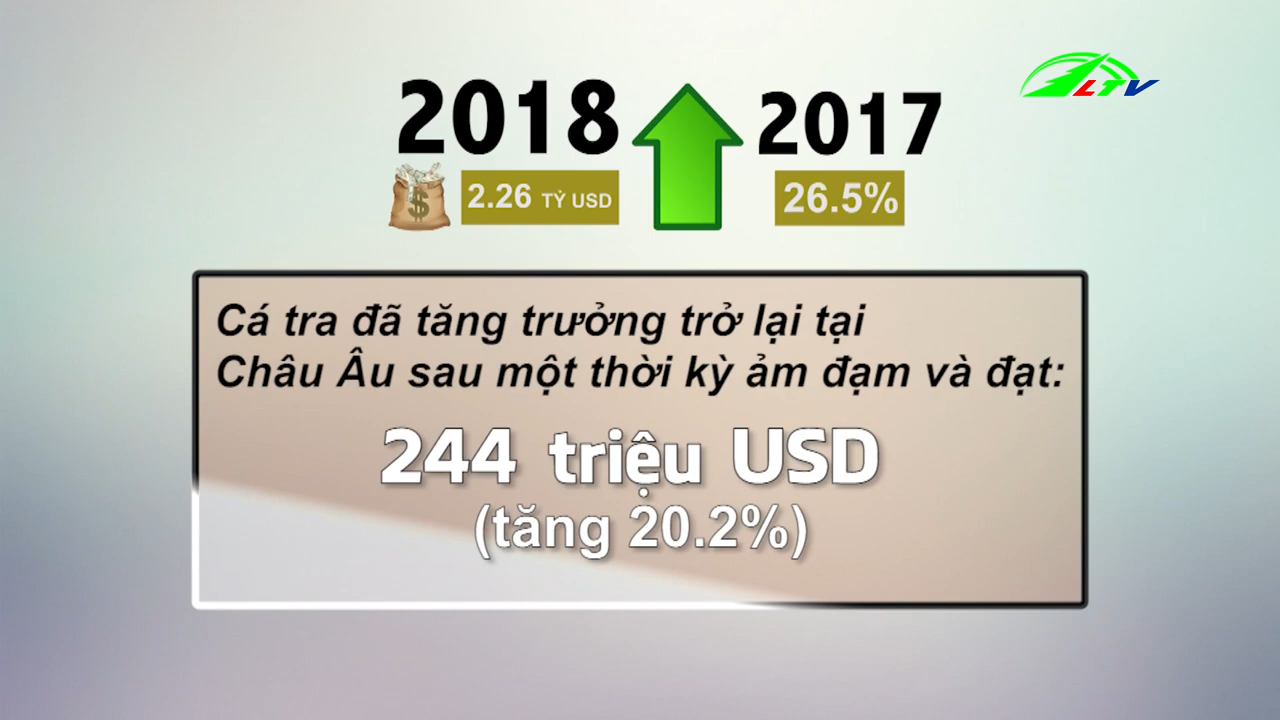 2018
2017
LTV
$
2.26 TỶ USD
26.5%
Cá tra đã tăng trưởng trở lại tại
Châu Âu sau một thời kỳ ảm đạm và đạt:
244 triệu USD
(tăng 20.2%)